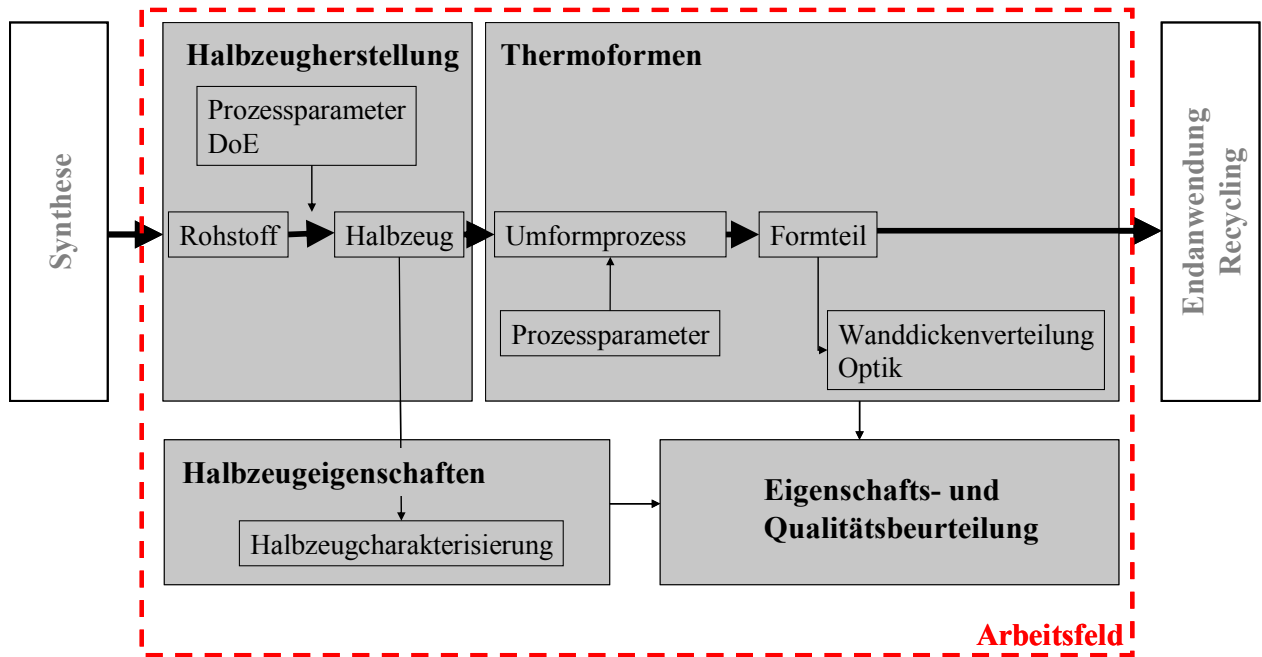 Synthese
Halbzeugherstellung
Prozessparameter
DoE
Rohstoff
Halbzeug
Thermoformen
Umformprozess
Formteil
Prozessparameter
Wanddickenverteilung
Optik
Halbzeugeigenschaften
Halbzeugcharakterisierung
Eigenschafts- und
Qualitätsbeurteilung
Arbeitsfeld
Endanwendung
Recycling